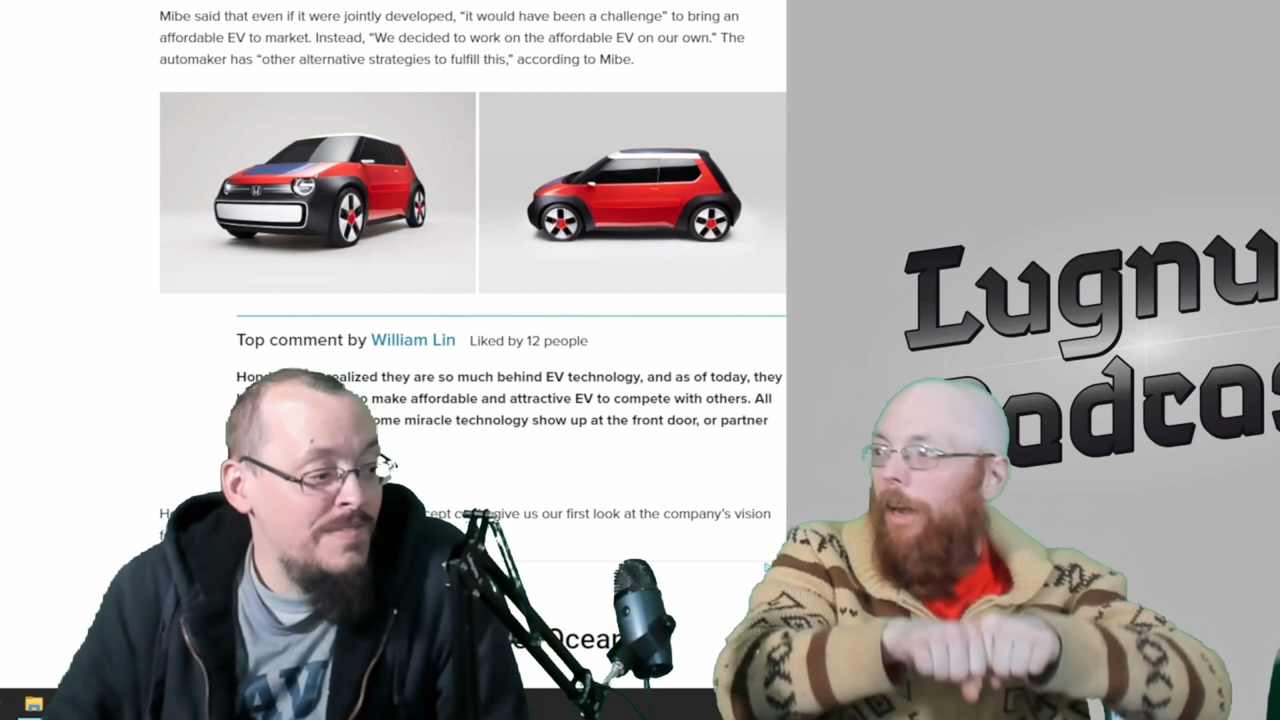 Mibe said that even if it were jointly developed, “it would have been a challenge” to bring an
affordable EV to market. Instead, “We decided to work on the affordable EV on our own.” The
automaker has “other alternative strategies to fulfill this,” according to Mibe.
Top comment by William Lin Liked by 12 people
realized they are so much behind EV technology, and as of today, they
make affordable and attractive EV to compete with others. All
miracle technology show up at the front door, or partner
give us our first look at the company’s vision